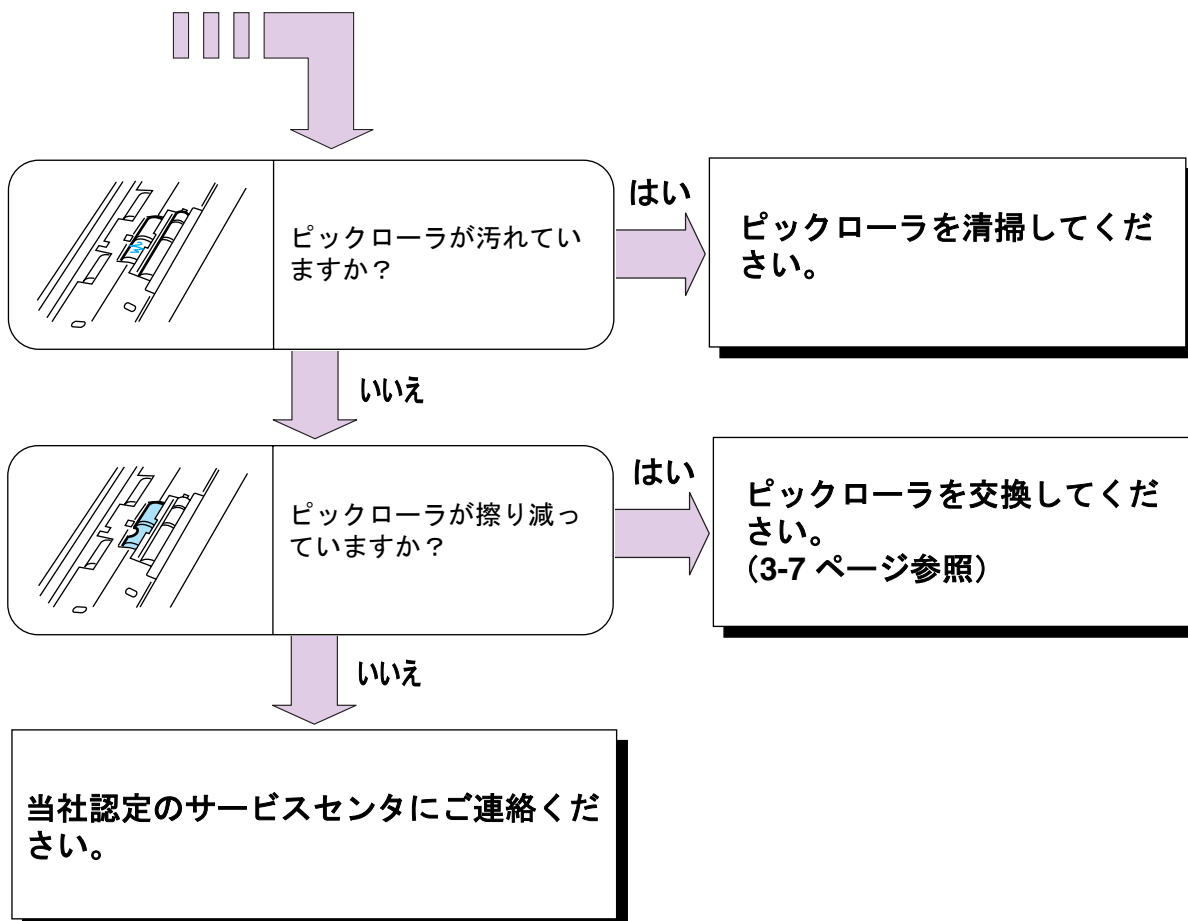 ピックローラが汚れてい
ますか？
はい
ピックローラを清掃してくだ
さい。
いいえ
ピックローラが擦り減っ
ていますか？
はい
ピックローラを交換してくだ
さい。
（3-7 ページ参照）
いいえ
当社認定のサービスセンタにご連絡くだ
さい。